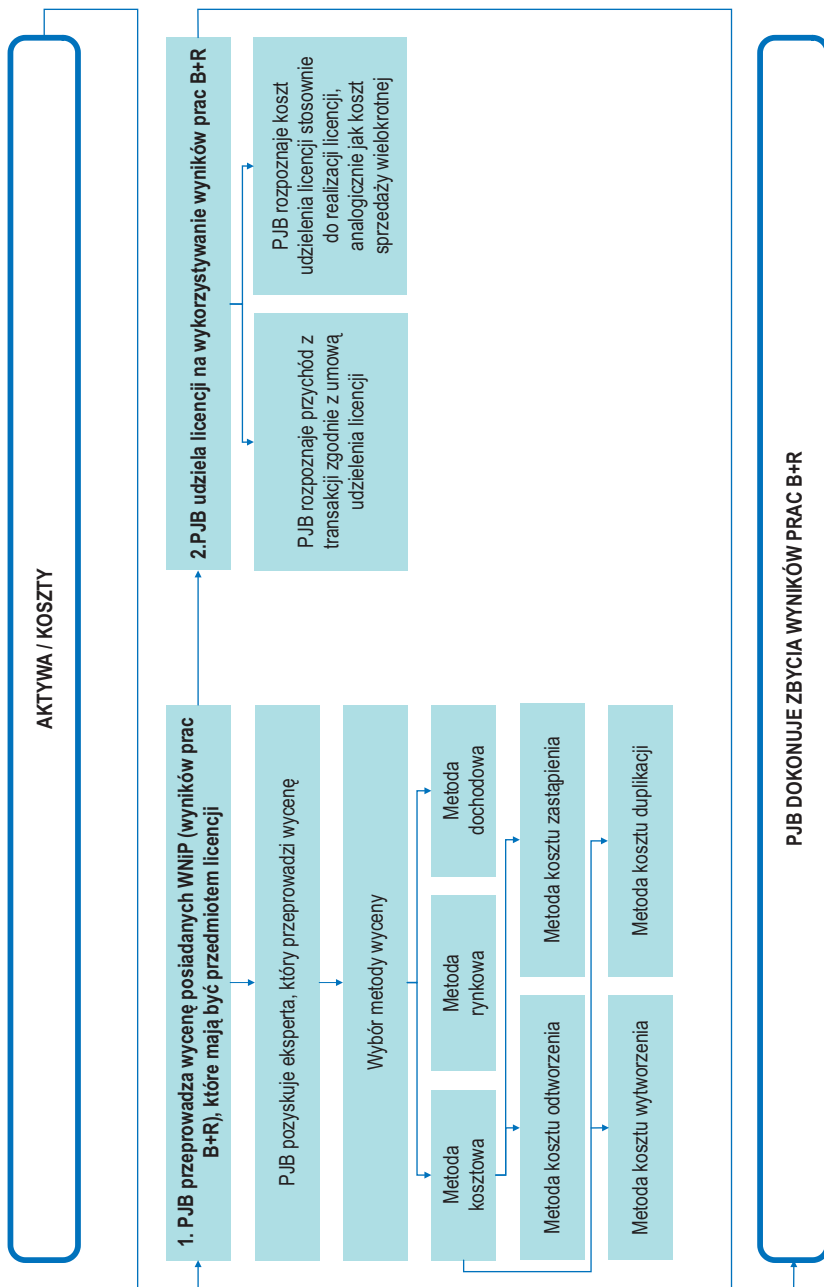 AKTYWA / KOSZTY
1. PJB przeprowadza wycenę posiadanych WNiP (wyników prac
B+R), które mają być przedmiotem licencji
PJB pozyskuje eksperta, który przeprowadzi wycenę
Wybór metody wyceny
Metoda
kosztowa
Metoda
rynkowa
Metoda
dochodowa
Metoda kosztu odtworzenia
Metoda kosztu zastąpienia
Metoda kosztu wytworzenia
Metoda kosztu duplikacji
2.PJB udziela licencji na wykorzystywanie wyników prac B+R
PJB rozpoznaje przychód z
transakcji zgodnie z umową
udzielenia licencji
PJB rozpoznaje koszt
udzielenia licencji stosownie
do realizacji licencji,
analogicznie jak koszt
sprzedaży wielokrotnej
PJB DOKONUJE ZBYCIA WYNIKÓW PRAC B+R